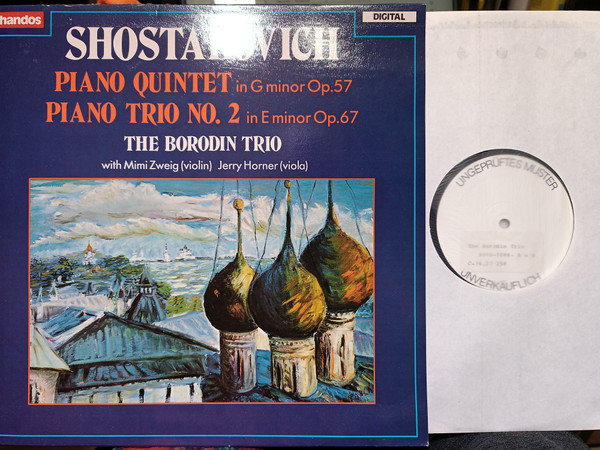 handos
DIGITAL
SHOSTAKOVICH
PIANO QUINTET in G minor Op.57
PIANO TRIO NO. 2 in E minor Op.67
THE BORODIN TRIO
with Mimi Zweig (violin) Jerry Horner (viola)
UNGEPRÜFTES MUSTER
The Borodin Trio
UNVERKÄUFLICH